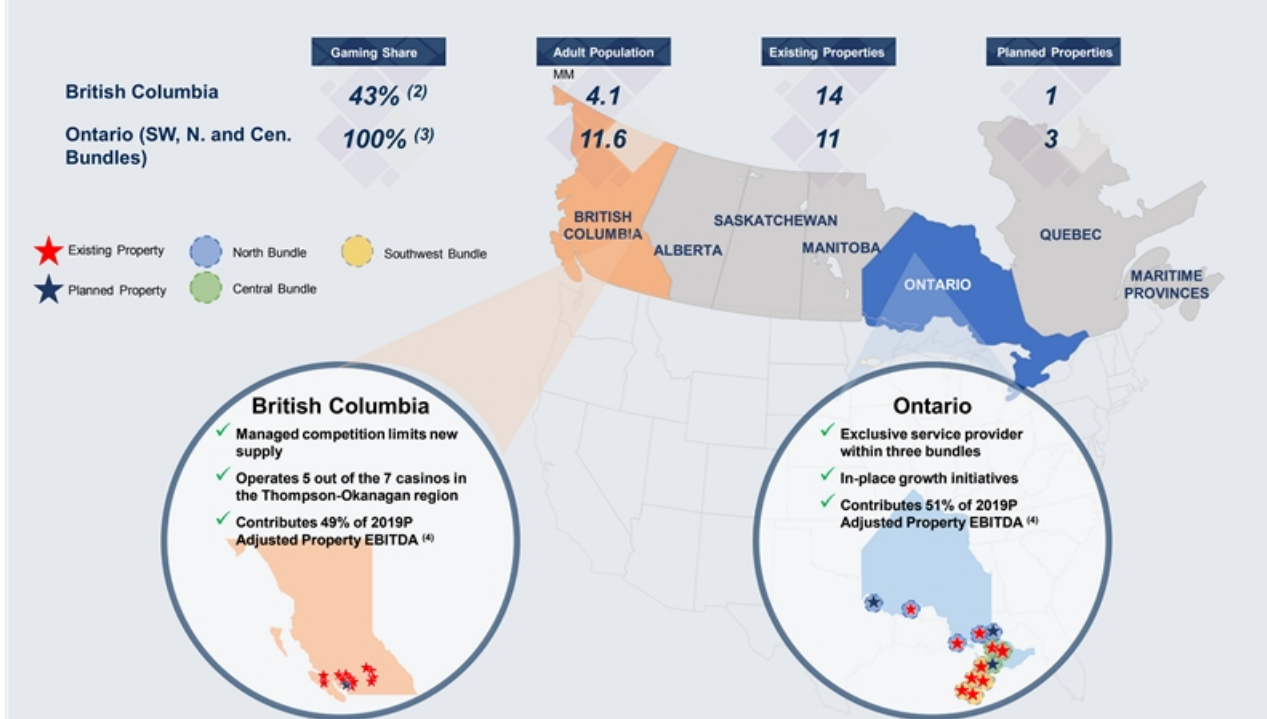 Gaming Share
Adult Population
Existing Properties
Planned Properties
MM
British Columbia
43% (2)
4.1
14
1
Ontario (SW, N. and Cen.
Bundles)
100% (3)
11.6
11
3
BRITISH
COLUMBIA
ALBERTA
SASKATCHEWAN
MANITOBA
ONTARIO
QUEBEC
MARITIME
PROVINCES
Existing Property
North Bundle
Southwest Bundle
Planned Property
Central Bundle
British Columbia
Managed competition limits new
supply
Operates 5 out of the 7 casinos in
the Thompson-Okanagan region
Contributes 49% of 2019P
Adjusted Property EBITDA (4)
Ontario
Exclusive service provider
within three bundles
In-place growth initiatives
Contributes 51% of 2019P
Adjusted Property EBITDA (4)